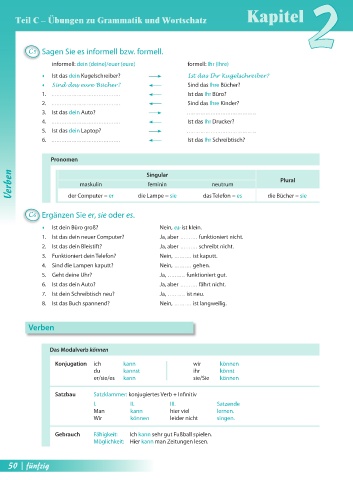 Teil C – Übungen zu Grammatik und Wortschatz
Kapitel 2
Sagen Sie es informell bzw. formell.
informell: dein (deine)/euer (eure) formell: Ihr (Ihre)
• Ist das dein Kugelschreiber? → Ist das Ihr Kugelschreiber?
• Sind das eure Bücher? ← Sind das Ihre Bücher?
1. ........................ ← Ist das Ihr Büro?
2. ........................ ← Sind das Ihre Kinder?
3. Ist das dein Auto? → ........................
4. ........................ ← Ist das Ihr Drucker?
5. Ist das dein Laptop? → ........................
6. ........................ ← Ist das Ihr Schreibtisch?
Pronomen
Singular Plural
maskulin feminin neutrum
der Computer = er die Lampe = sie das Telefon = es die Bücher = sie
Verben
Ergänzen Sie er, sie oder es.
• Ist dein Büro groß? Nein, es ist klein.
1. Ist das dein neuer Computer? Ja, aber ........ funktioniert nicht.
2. Ist das dein Bleistift? Ja, aber ........ schreibt nicht.
3. Funktioniert dein Telefon? Nein, ........ ist kaputt.
4. Sind die Lampen kaputt? Nein, ........ gehen.
5. Geht deine Uhr? Ja, ........ funktioniert gut.
6. Ist das dein Auto? Ja, aber ........ fährt nicht.
7. Ist dein Schreibtisch neu? Ja, ........ ist neu.
8. Ist das Buch spannend? Nein, ........ ist langweilig.
Verben
Das Modalverb können
Konjugation ich kann wir können
du kannst ihr könnt
er/sie/es kann sie/Sie können
Satzbau Satzklammer: konjugiertes Verb + Infinitiv
I. II. III. Satzende
Man kann hier viel lernen.
Wir können leider nicht singen.
Gebrauch Fähigkeit: Ich kann sehr gut Fußball spielen.
Möglichkeit: Hier kann man Zeitungen lesen.
50 | fünfzig